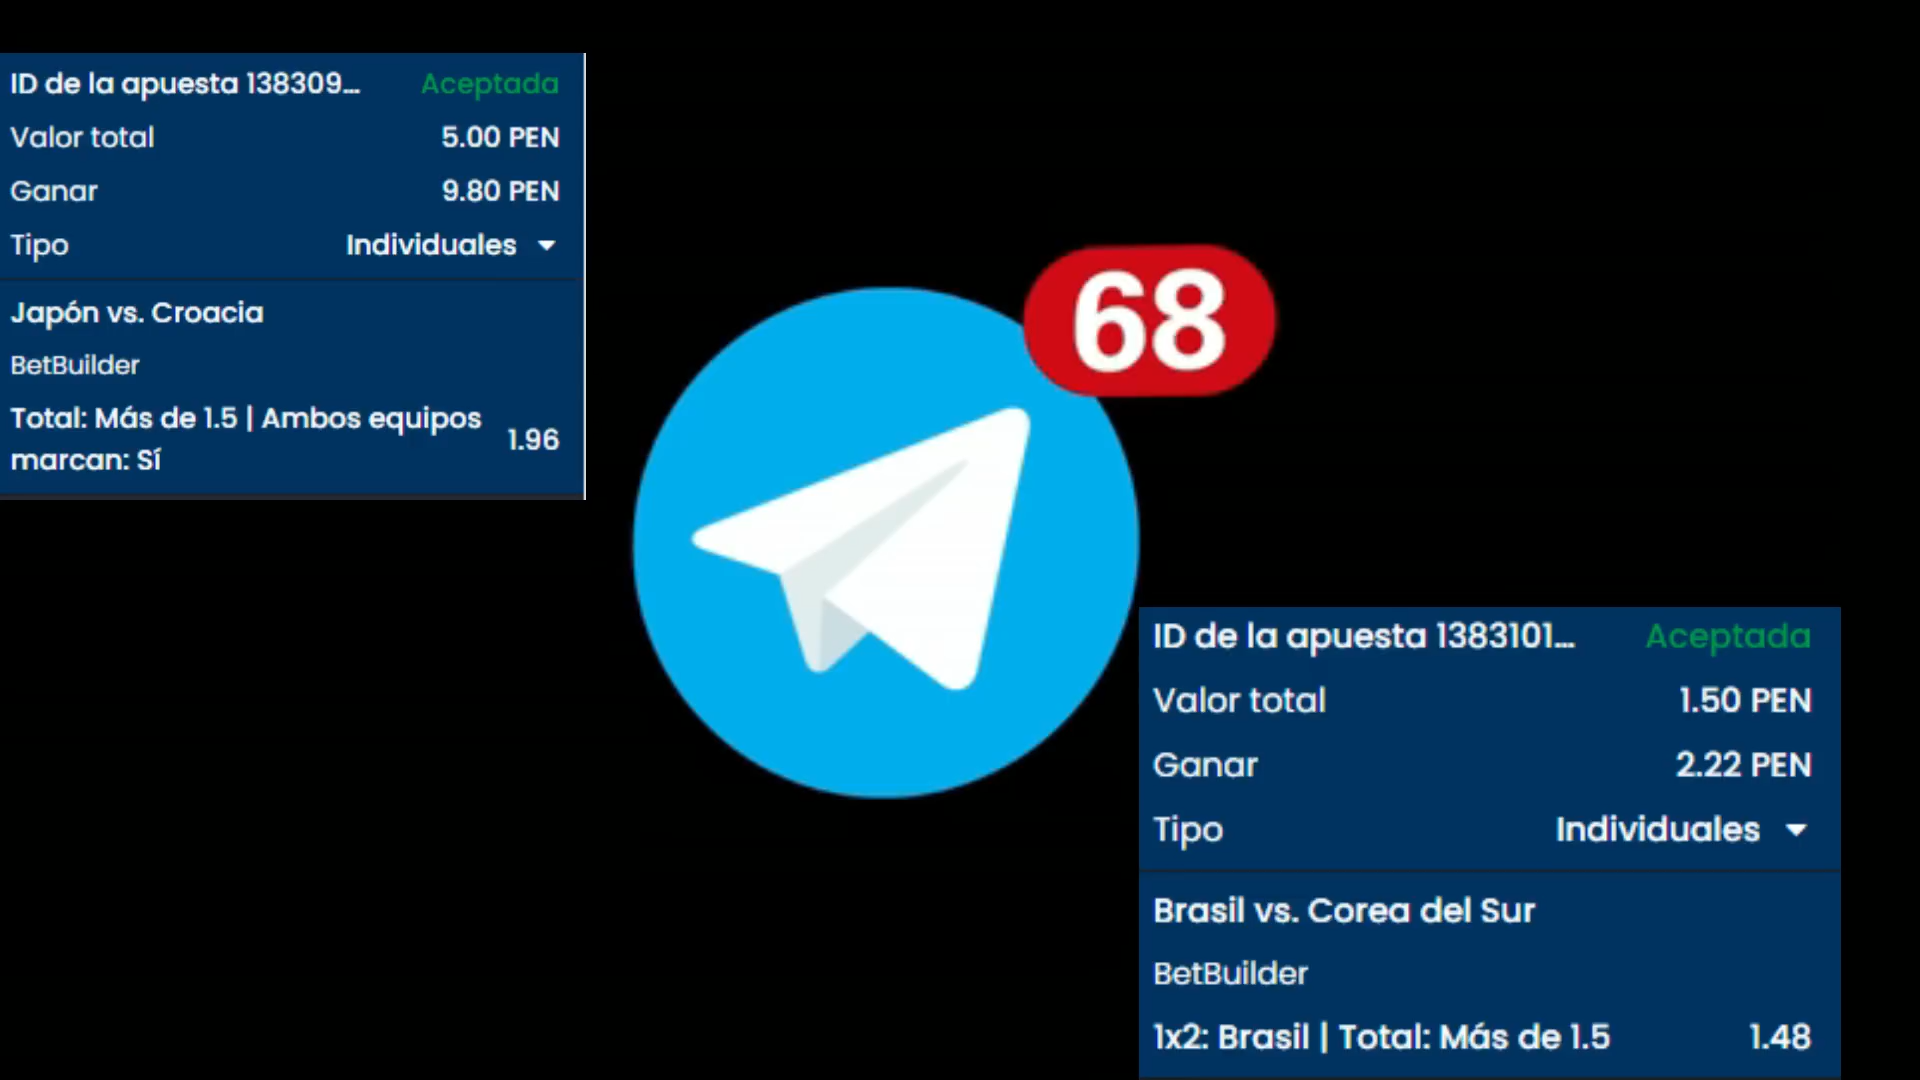 ID de la apuesta 138309... Aceptada
Valor total 5.00 PEN
Ganar 9.80 PEN
Tipo Individuales
Japón vs. Croacia
BetBuilder
Total: Más de 1.5 | Ambos equipos
marcan: Sí 1.96
68
ID de la apuesta 1383101... Aceptada
Valor total 1.50 PEN
Ganar 2.22 PEN
Tipo Individuales
Brasil vs. Corea del Sur
BetBuilder
1x2: Brasil | Total: Más de 1.5 1.48